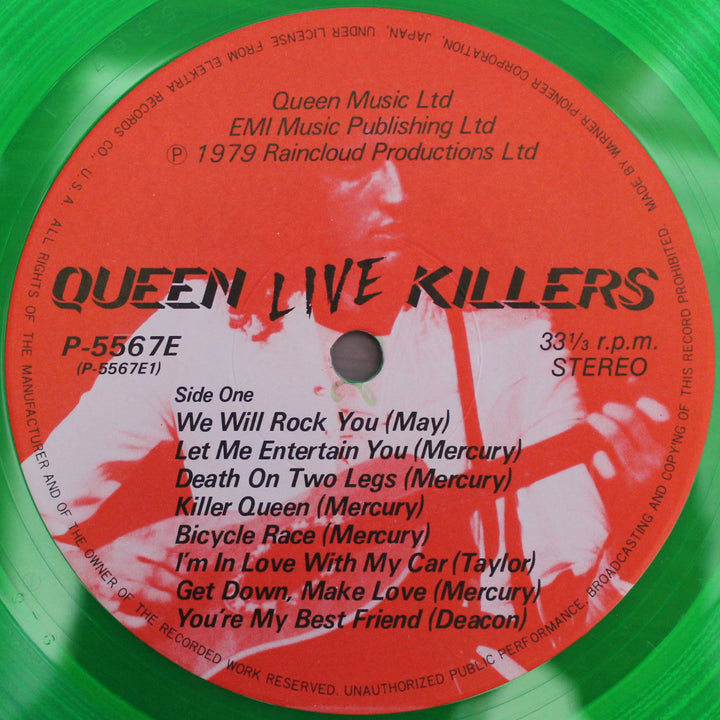 Queen Music Ltd
EMI Music Publishing Ltd
Ⓟ 1979 Raincloud Productions Ltd
QUEEN LIVE KILLERS
P-5567E
(P-5567E1)
33⅓ r.p.m.
STEREO
Side One
We Will Rock You (May)
Let Me Entertain You (Mercury)
Death On Two Legs (Mercury)
Killer Queen (Mercury)
Bicycle Race (Mercury)
I'm In Love With My Car (Taylor)
Get Down, Make Love (Mercury)
You're My Best Friend (Deacon)
MADE BY WARNER-PIONEER CORPORATION, JAPAN, UNDER LICENSE FROM ELEKTRA RECORDS CO., U.S.A. ALL RIGHTS OF THE MANUFACTURER AND OF THE OWNER OF THE RECORDED WORK RESERVED. UNAUTHORIZED PUBLIC PERFORMANCE, BROADCASTING AND COPY'NG OF THIS RECORD PROHIBITED.